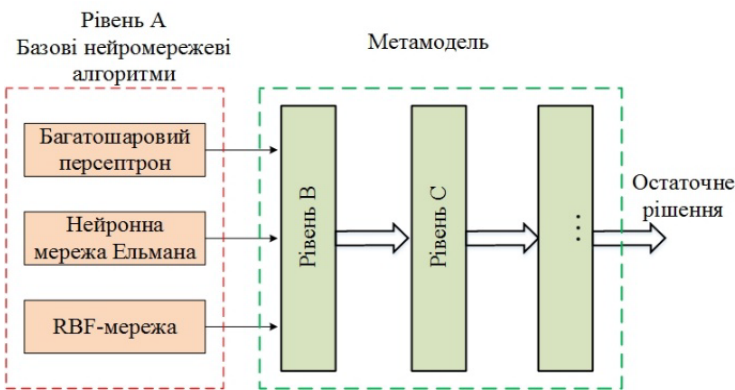 Рівень А
Базові нейромережеві
алгоритми
Метамодель
Багатошаровий
персептрон
Нейронна
мережа Ельмана
RBF-мережа
Рівень В
Рівень С
...
Остаточне
рішення